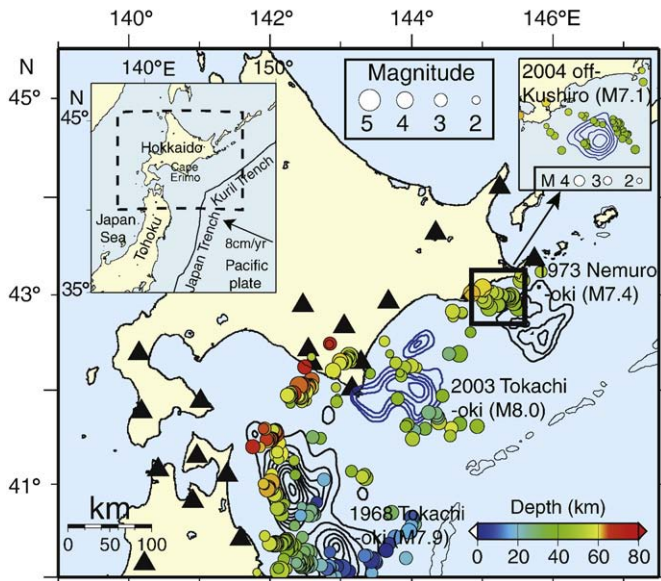 140° 142° 144° 146°E
N
45°
43°
41°
140°E 150°
N
45°
Hokkaido
Cape
Erimo
Kuril Trench
Japan
Sea
Tohoku
Japan Trench
8cm/yr
Pacific
plate
35°
Magnitude
5 4 3 2
2004 off-
Kushiro (M7.1)
M 4 3 2
1973 Nemuro
-oki (M7.4)
2003 Tokachi
-oki (M8.0)
1968 Tokachi
-oki (M7.9)
km
0 50 100
Depth (km)
0 20 40 60 80